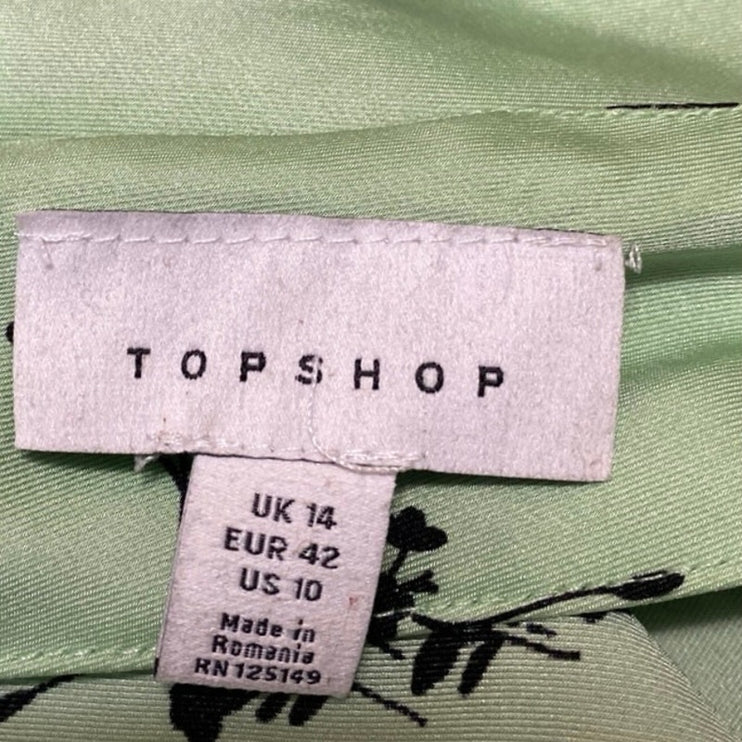 TOPSHOP
UK 14
EUR 42
US 10
Made in
Romania
RN 125149